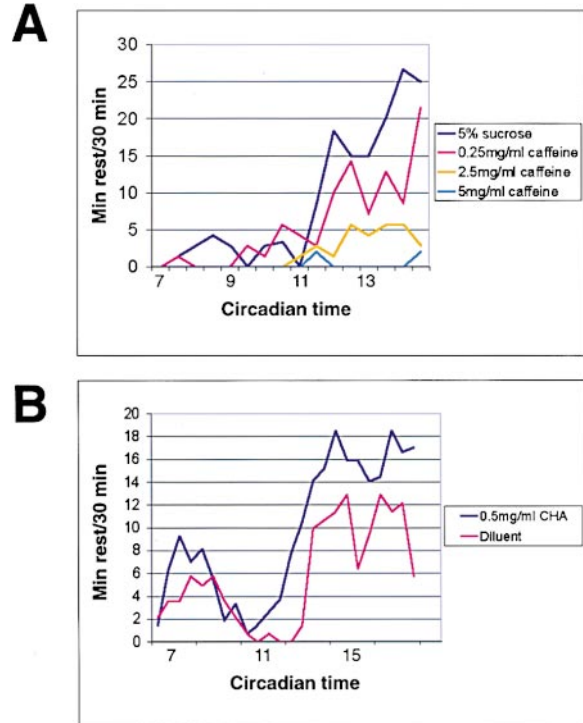 A
Min rest/30 min
30
25
20
15
10
5
0
7 9 11 13
Circadian time
5% sucrose
0.25mg/ml caffeine
2.5mg/ml caffeine
5mg/ml caffeine
B
Min rest/30 min
20
18
16
14
12
10
8
6
4
2
0
7 11 15
Circadian time
0.5mg/ml CHA
Diluent